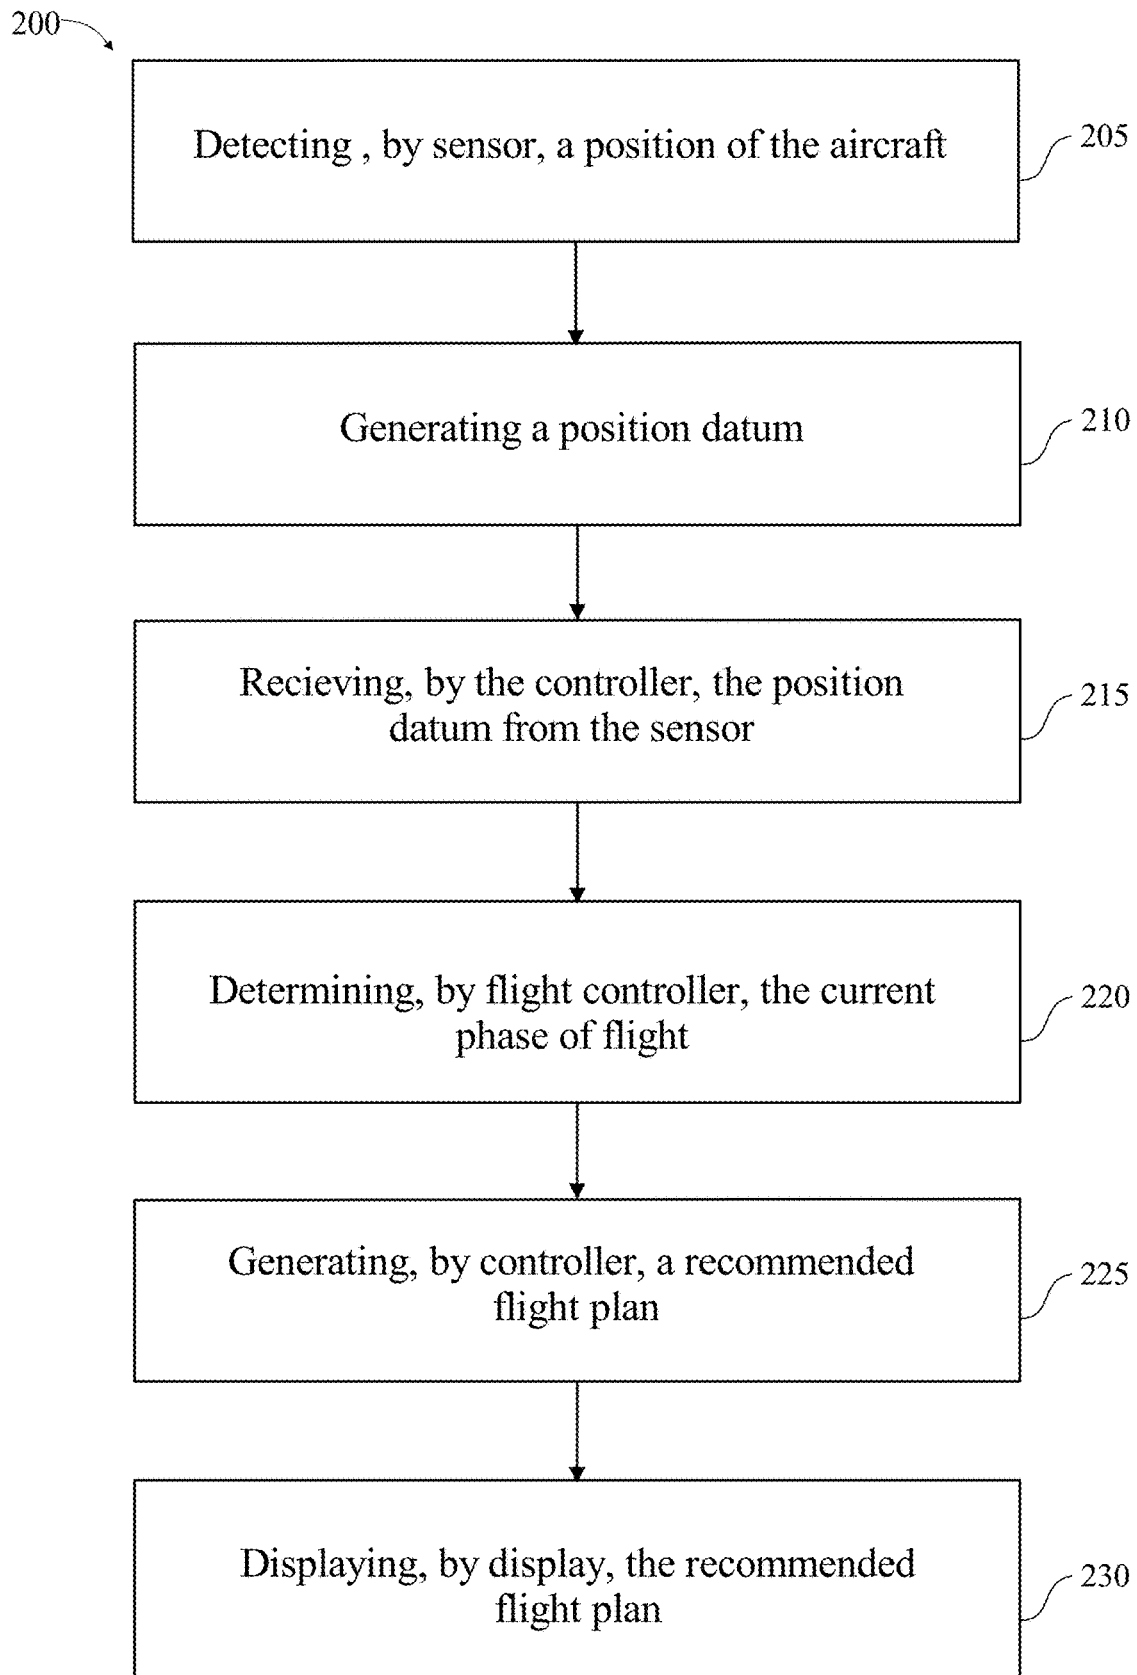 200
Detecting , by sensor, a position of the aircraft
205
Generating a position datum
210
Recieving, by the controller, the position
datum from the sensor
215
Determining, by flight controller, the current
phase of flight
220
Generating, by controller, a recommended
flight plan
225
Displaying, by display, the recommended
flight plan
230